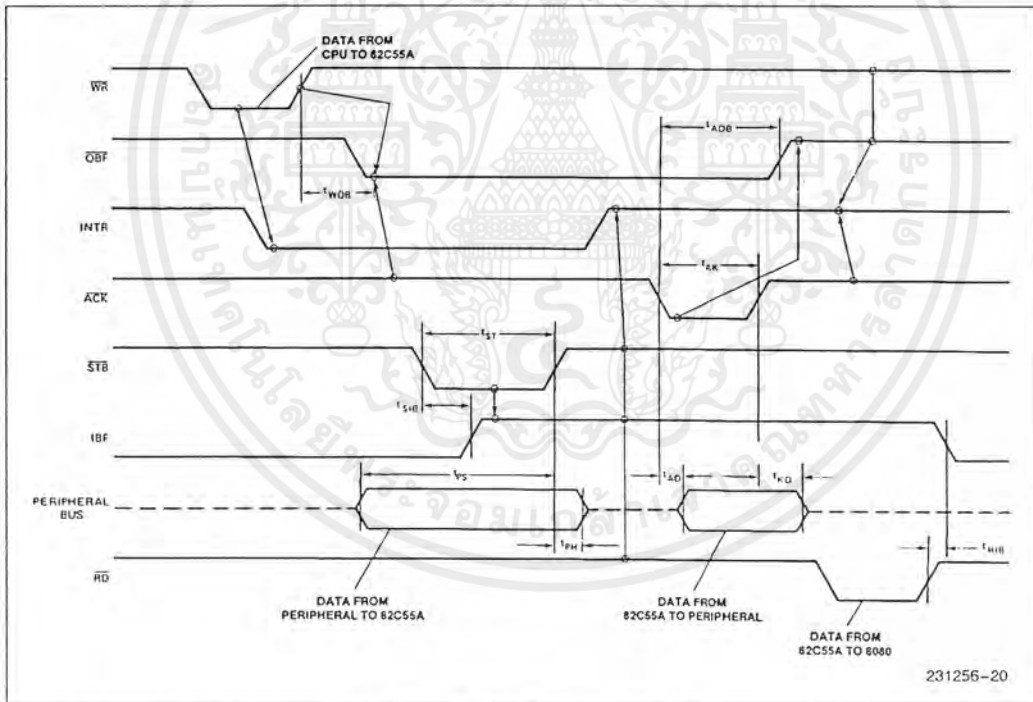 DATA FROM
CPU TO 82C55A
WR
OBF
INTR
ACK
STB
IBF
PERIPHERAL
BUS
RD
tWOB
tAOB
tAK
tST
tSIB
tPS
tPH
tAD
tKD
tRIB
DATA FROM
PERIPHERAL TO 82C55A
DATA FROM
82C55A TO PERIPHERAL
DATA FROM
82C55A TO 8080
231256-20